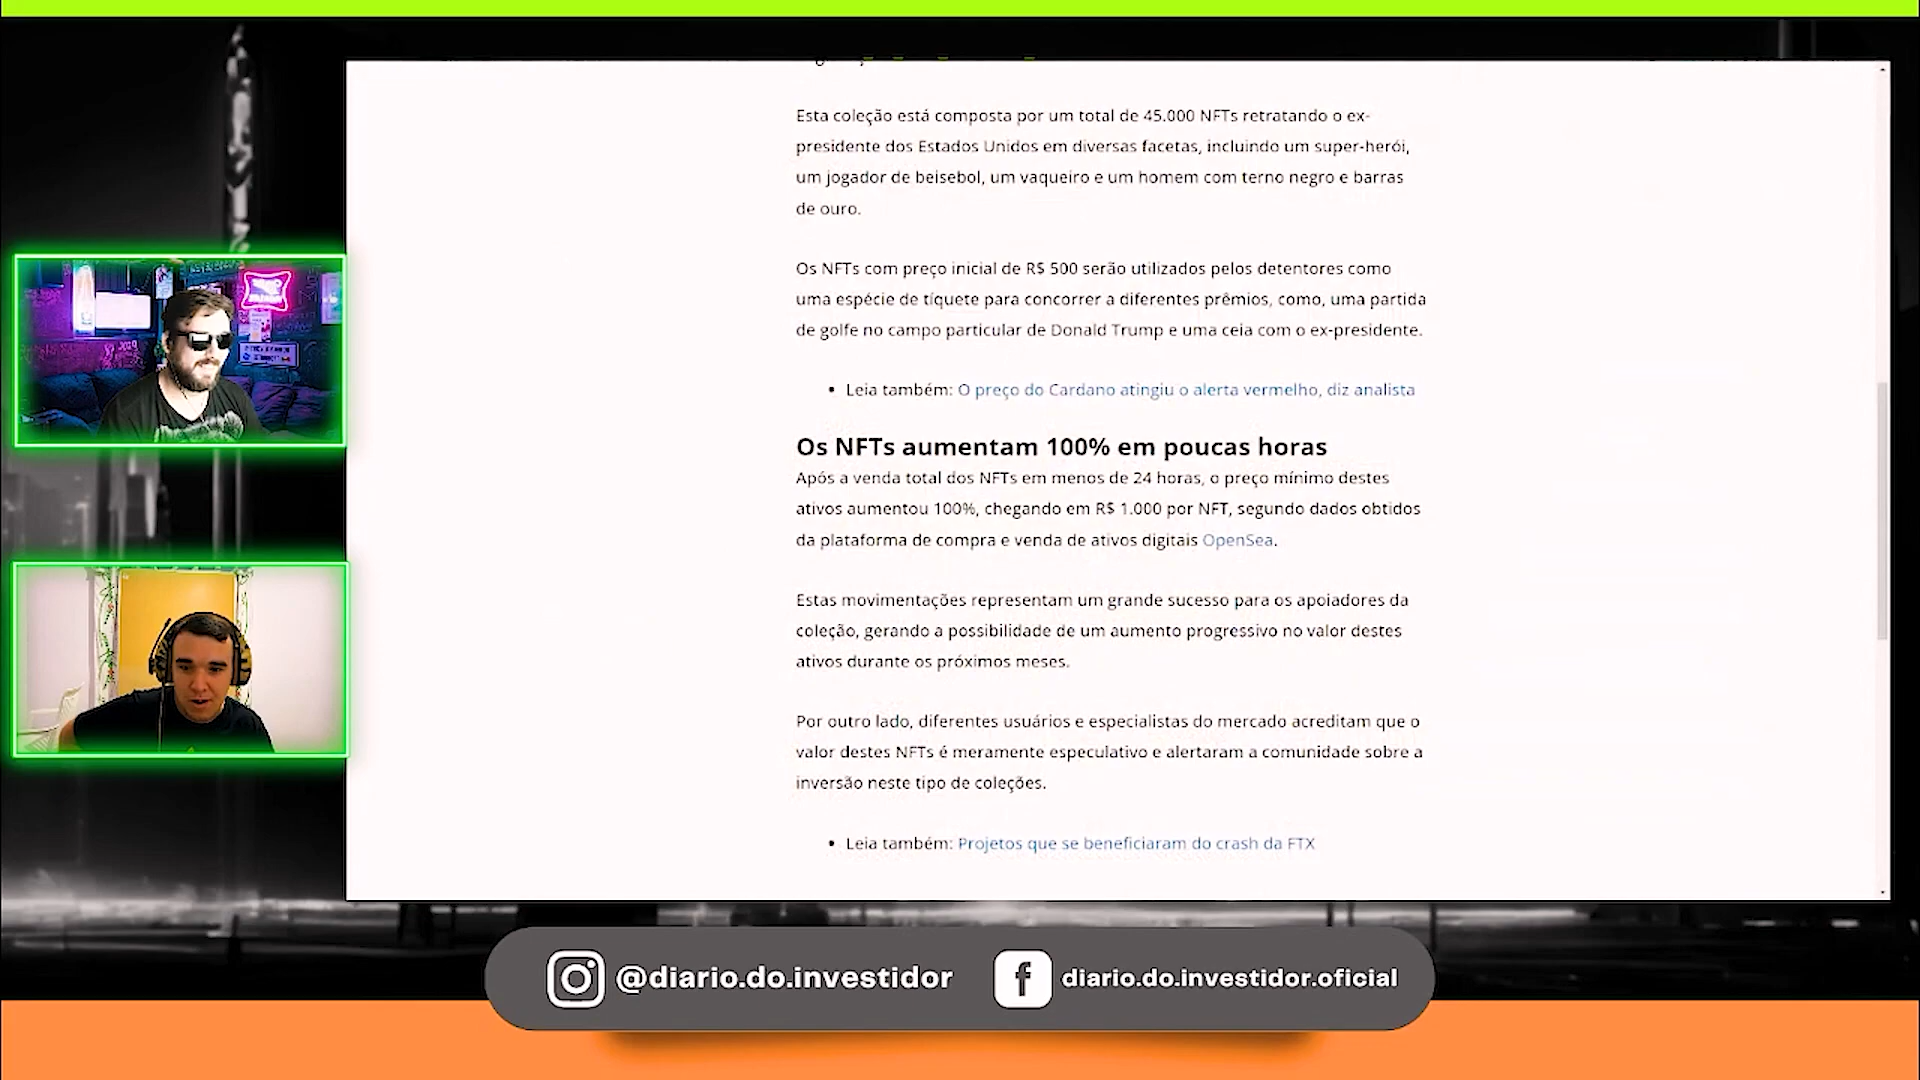 Esta coleção está composta por um total de 45.000 NFTs retratando o ex-
presidente dos Estados Unidos em diversas facetas, incluindo um super-herói,
um jogador de beisebol, um vaqueiro e um homem com terno negro e barras
de ouro.
Os NFTs com preço inicial de R$ 500 serão utilizados pelos detentores como
uma espécie de tíquete para concorrer a diferentes prêmios, como, uma partida
de golfe no campo particular de Donald Trump e uma ceia com o ex-presidente.
• Leia também: O preço do Cardano atingiu o alerta vermelho, diz analista
Os NFTs aumentam 100% em poucas horas
Após a venda total dos NFTs em menos de 24 horas, o preço mínimo destes
ativos aumentou 100%, chegando em R$ 1.000 por NFT, segundo dados obtidos
da plataforma de compra e venda de ativos digitais OpenSea.
Estas movimentações representam um grande sucesso para os apoiadores da
coleção, gerando a possibilidade de um aumento progressivo no valor destes
ativos durante os próximos meses.
Por outro lado, diferentes usuários e especialistas do mercado acreditam que o
valor destes NFTs é meramente especulativo e alertaram a comunidade sobre a
inversão neste tipo de coleções.
• Leia também: Projetos que se beneficiaram do crash da FTX
@diario.do.investidor
diario.do.investidor.oficial